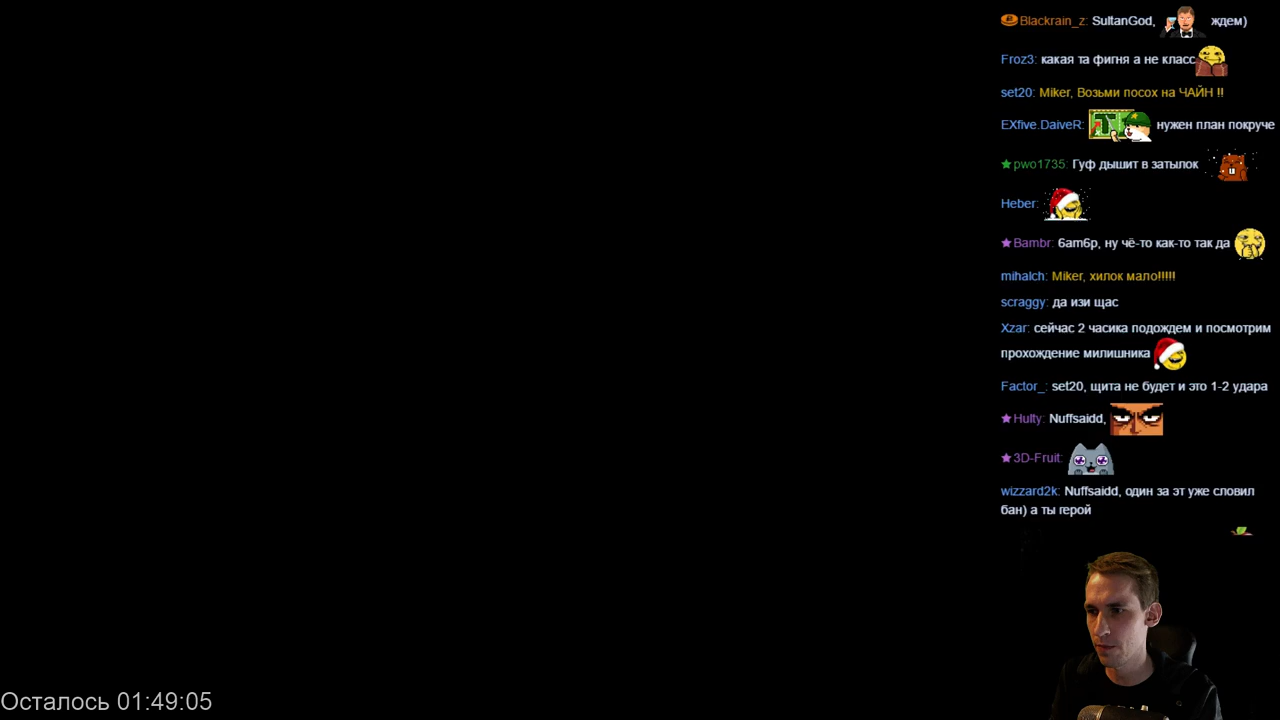 Blackrain_z: SultanGod, ждем)
Froz3: какая та фигня а не класс
set20: Miker, Возьми посох на ЧАЙН !!
EXfive.DaiveR: нужен план покруче
pwo1735: Гуф дышит в затылок
Heber:
Bambr: 6am6p, ну чё-то как-то так да
mihalch: Miker, хилок мало!!!!!
scraggy: да изи щас
Xzar: сейчас 2 часика подождем и посмотрим
прохождение милишника
Factor_: set20, щита не будет и это 1-2 удара
Hulty: Nuffsaidd,
3D-Fruit:
wizzard2k: Nuffsaidd, один за эт уже словил
бан) а ты герой
Осталось 01:49:05